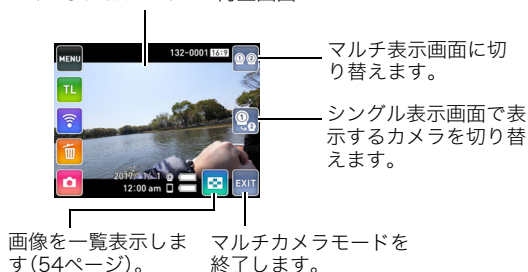 MENU
132-0001 16:9
① ②
マルチ表示画面に切
り替えます。
TL
① ②
シングル表示画面で表
示するカメラを切り替
えます。
12:00 am
EXIT
画像を一覧表示しま
す(54ページ)。
マルチカメラモードを
終了します。